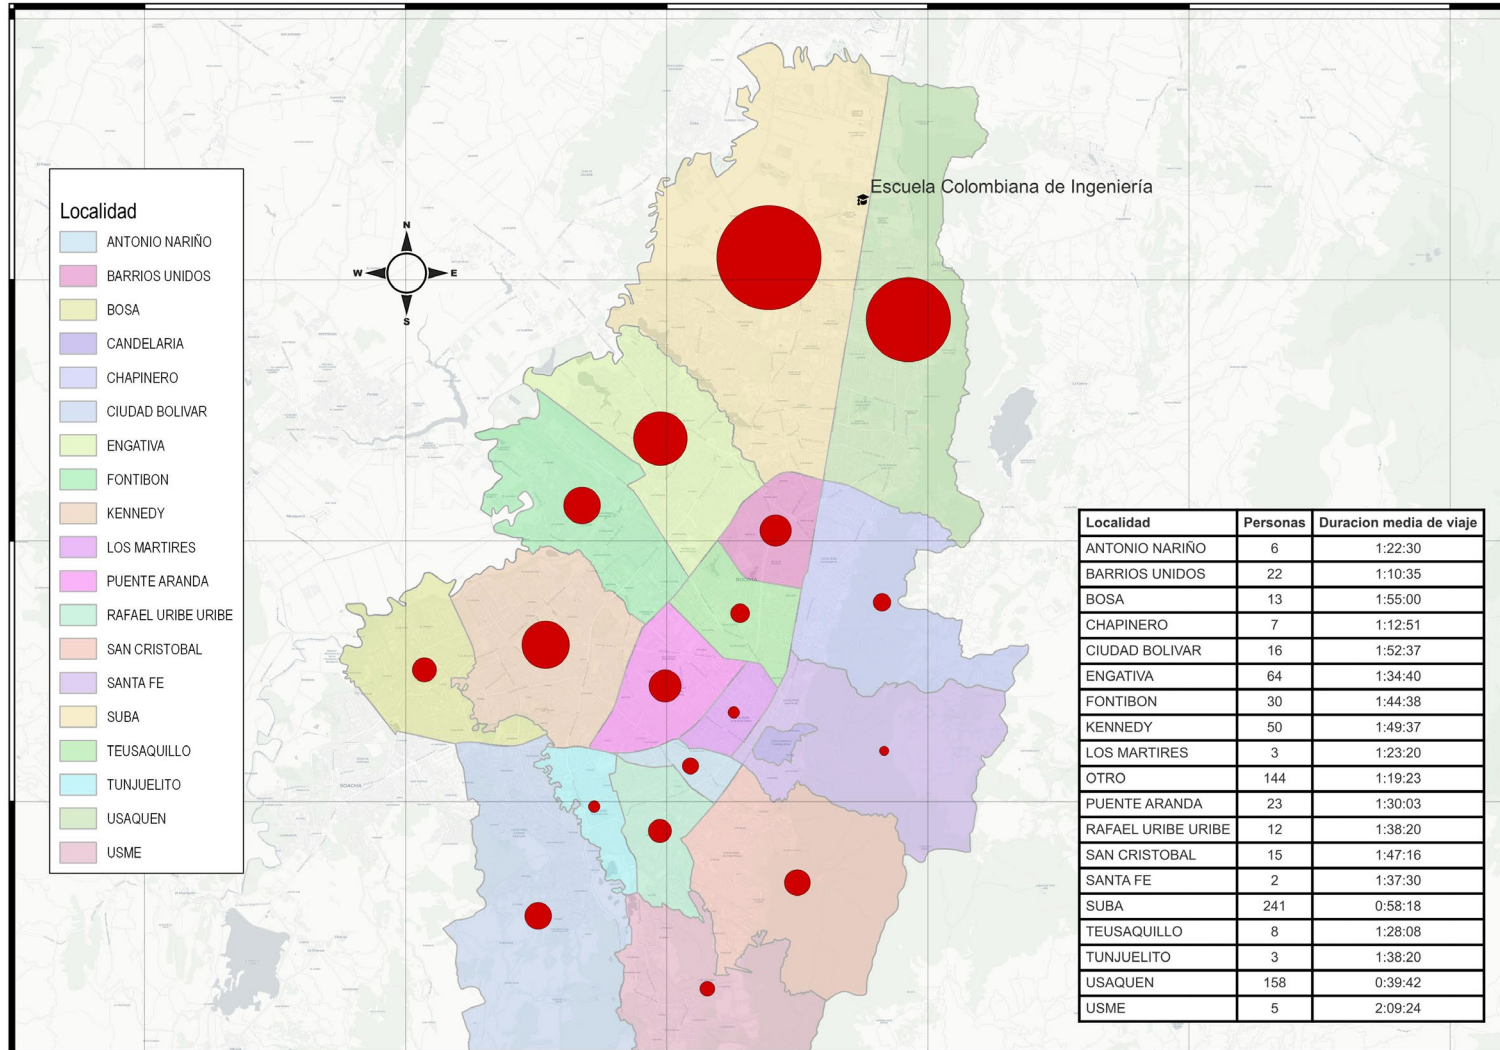 Escuela Colombiana de Ingeniería
Localidad
ANTONIO NARIÑO
BARRIOS UNIDOS
BOSA
CANDELARIA
CHAPINERO
CIUDAD BOLIVAR
ENGATIVA
FONTIBON
KENNEDY
LOS MARTIRES
PUENTE ARANDA
RAFAEL URIBE URIBE
SAN CRISTOBAL
SANTA FE
SUBA
TEUSAQUILLO
TUNJUELITO
USAQUEN
USME
N
W E
S
SOACHA
BOGOTÁ
Localidad Personas Duracion media de viaje
ANTONIO NARIÑO 6 1:22:30
BARRIOS UNIDOS 22 1:10:35
BOSA 13 1:55:00
CHAPINERO 7 1:12:51
CIUDAD BOLIVAR 16 1:52:37
ENGATIVA 64 1:34:40
FONTIBON 30 1:44:38
KENNEDY 50 1:49:37
LOS MARTIRES 3 1:23:20
OTRO 144 1:19:23
PUENTE ARANDA 23 1:30:03
RAFAEL URIBE URIBE 12 1:38:20
SAN CRISTOBAL 15 1:47:16
SANTA FE 2 1:37:30
SUBA 241 0:58:18
TEUSAQUILLO 8 1:28:08
TUNJUELITO 3 1:38:20
USAQUEN 158 0:39:42
USME 5 2:09:24